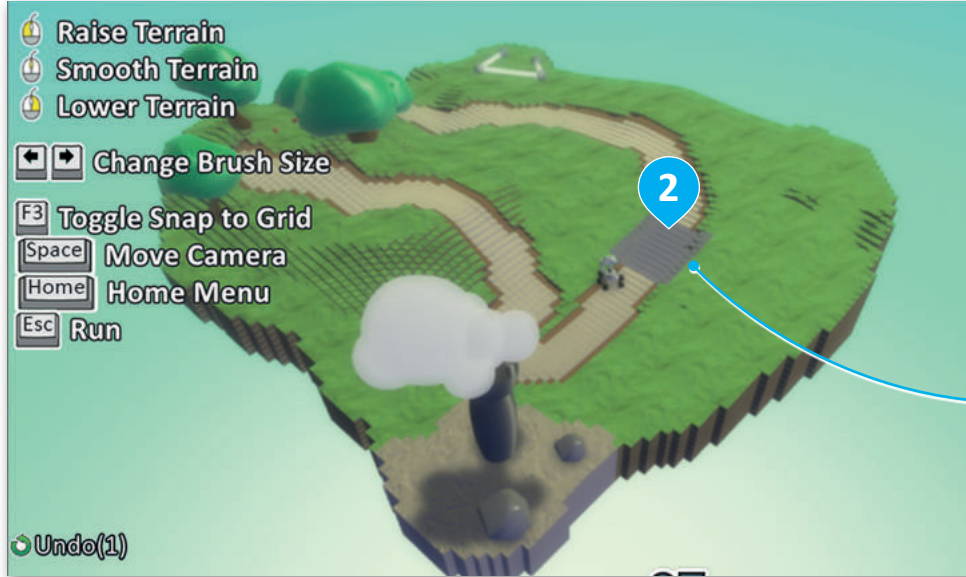 Raise Terrain
Smooth Terrain
Lower Terrain
Change Brush Size
F3 Toggle Snap to Grid
Space Move Camera
Home Home Menu
Esc Run
2
Undo(1)